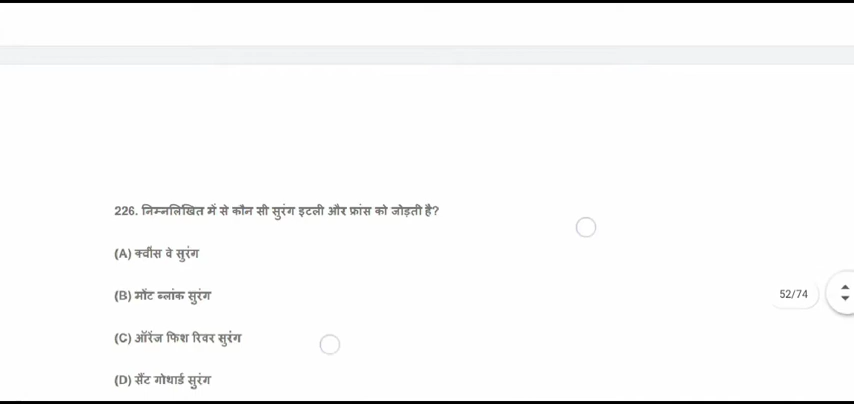 226. निम्नलिखित में से कौन सी सुरंग इटली और फ्रांस को जोड़ती है?
(A) क्वींस वे सुरंग
(B) मोंट ब्लांक सुरंग
52/74
(C) ऑरेंज फिश रिवर सुरंग
(D) सैंट गोथार्ड सुरंग